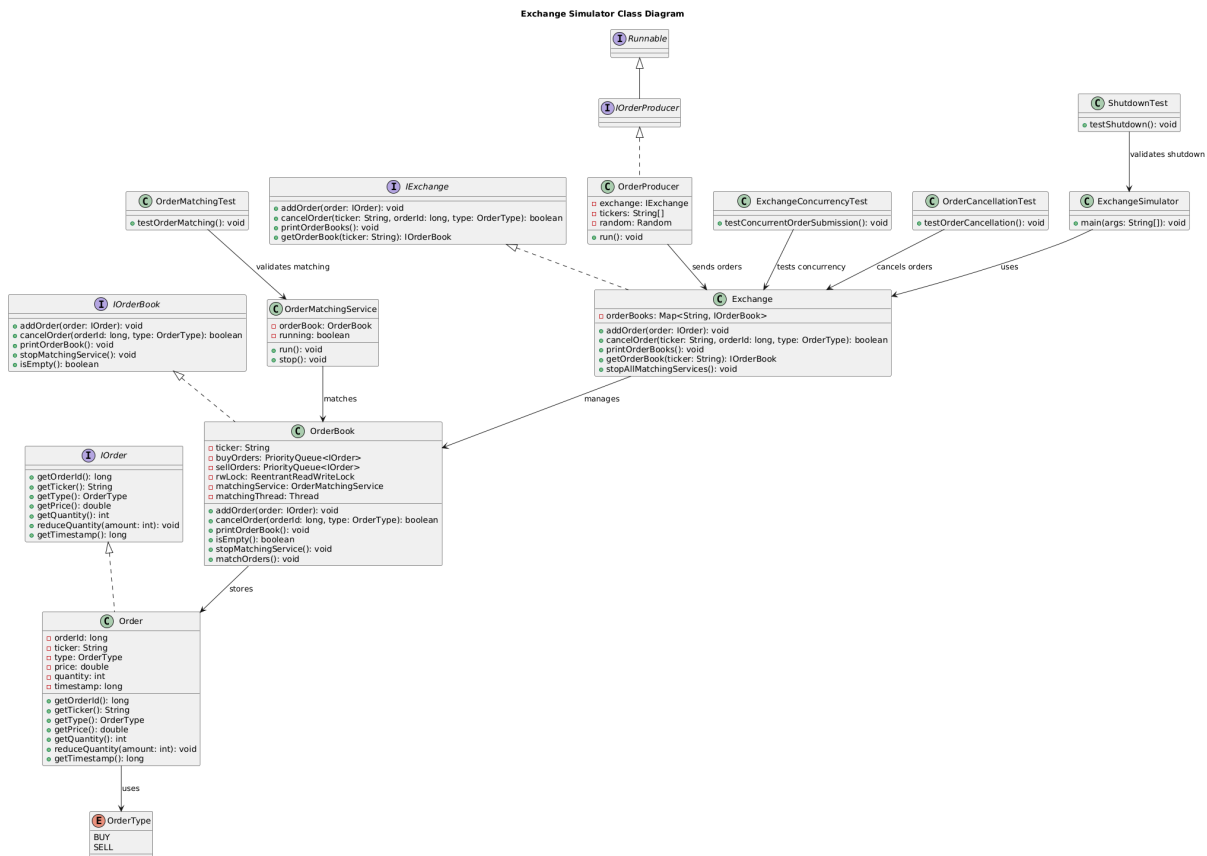 Exchange Simulator Class Diagram
I Runnable
I IOrderProducer
C ShutdownTest
testShutdown(): void
validates shutdown
C OrderMatchingTest
testOrderMatching(): void
validates matching
I IExchange
addOrder(order: IOrder): void
cancelOrder(ticker: String, orderId: long, type: OrderType): boolean
printOrderBooks(): void
getOrderBook(ticker: String): IOrderBook
C OrderProducer
exchange: IExchange
tickers: String[]
random: Random
run(): void
sends orders
C ExchangeConcurrencyTest
testConcurrentOrderSubmission(): void
tests concurrency
C OrderCancellationTest
testOrderCancellation(): void
cancels orders
C ExchangeSimulator
main(args: String[]): void
uses
I IOrderBook
addOrder(order: IOrder): void
cancelOrder(orderId: long, type: OrderType): boolean
printOrderBook(): void
stopMatchingService(): void
isEmpty(): boolean
C OrderMatchingService
orderBook: OrderBook
running: boolean
run(): void
stop(): void
matches
C Exchange
orderBooks: Map<String, IOrderBook>
addOrder(order: IOrder): void
cancelOrder(ticker: String, orderId: long, type: OrderType): boolean
printOrderBooks(): void
getOrderBook(ticker: String): IOrderBook
stopAllMatchingServices(): void
manages
I IOrder
getOrderId(): long
getTicker(): String
getType(): OrderType
getPrice(): double
getQuantity(): int
reduceQuantity(amount: int): void
getTimestamp(): long
C OrderBook
ticker: String
buyOrders: PriorityQueue<IOrder>
sellOrders: PriorityQueue<IOrder>
rwLock: ReentrantReadWriteLock
matchingService: OrderMatchingService
matchingThread: Thread
addOrder(order: IOrder): void
cancelOrder(orderId: long, type: OrderType): boolean
printOrderBook(): void
isEmpty(): boolean
stopMatchingService(): void
matchOrders(): void
stores
C Order
orderId: long
ticker: String
type: OrderType
price: double
quantity: int
timestamp: long
getOrderId(): long
getTicker(): String
getType(): OrderType
getPrice(): double
getQuantity(): int
reduceQuantity(amount: int): void
getTimestamp(): long
uses
E OrderType
BUY
SELL